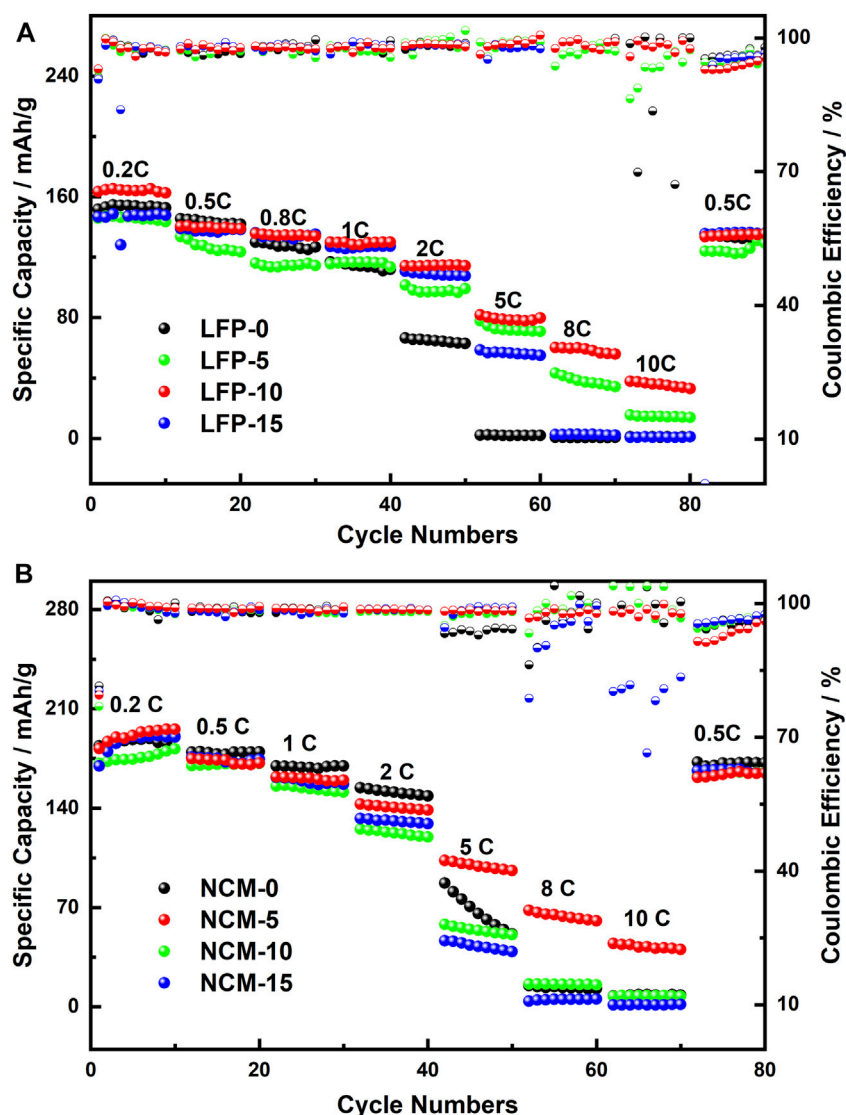 A
Specific Capacity / mAh/g
Coulombic Efficiency / %
240
160
80
0
100
70
40
10
0.2C
0.5C
0.8C
1C
2C
5C
8C
10C
0.5C
LFP-0
LFP-5
LFP-10
LFP-15
0 20 40 60 80
Cycle Numbers
B
Specific Capacity / mAh/g
Coulombic Efficiency / %
280
210
140
70
0
100
70
40
10
0.2 C
0.5 C
1 C
2 C
5 C
8 C
10 C
0.5C
NCM-0
NCM-5
NCM-10
NCM-15
0 20 40 60 80
Cycle Numbers